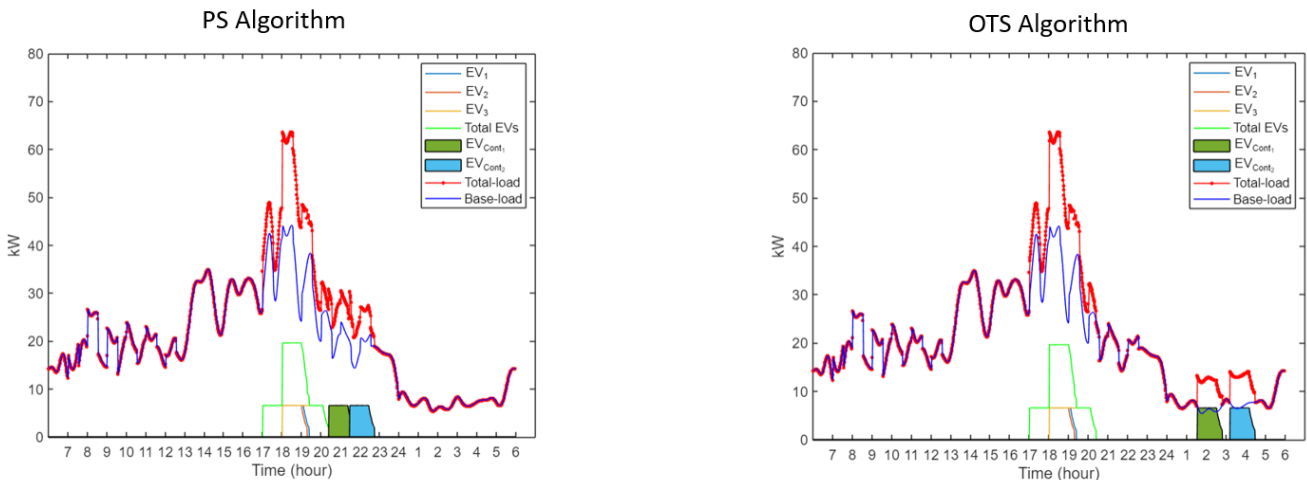 PS Algorithm
80
70
60
50
40
30
20
10
0
kW
EV1
EV2
EV3
Total EVs
EVCont1
EVCont2
Total-load
Base-load
7 8 9 10 11 12 13 14 15 16 17 18 19 20 21 22 23 24 1 2 3 4 5 6
Time (hour)
OTS Algorithm
80
70
60
50
40
30
20
10
0
kW
EV1
EV2
EV3
Total EVs
EVCont1
EVCont2
Total-load
Base-load
7 8 9 10 11 12 13 14 15 16 17 18 19 20 21 22 23 24 1 2 3 4 5 6
Time (hour)